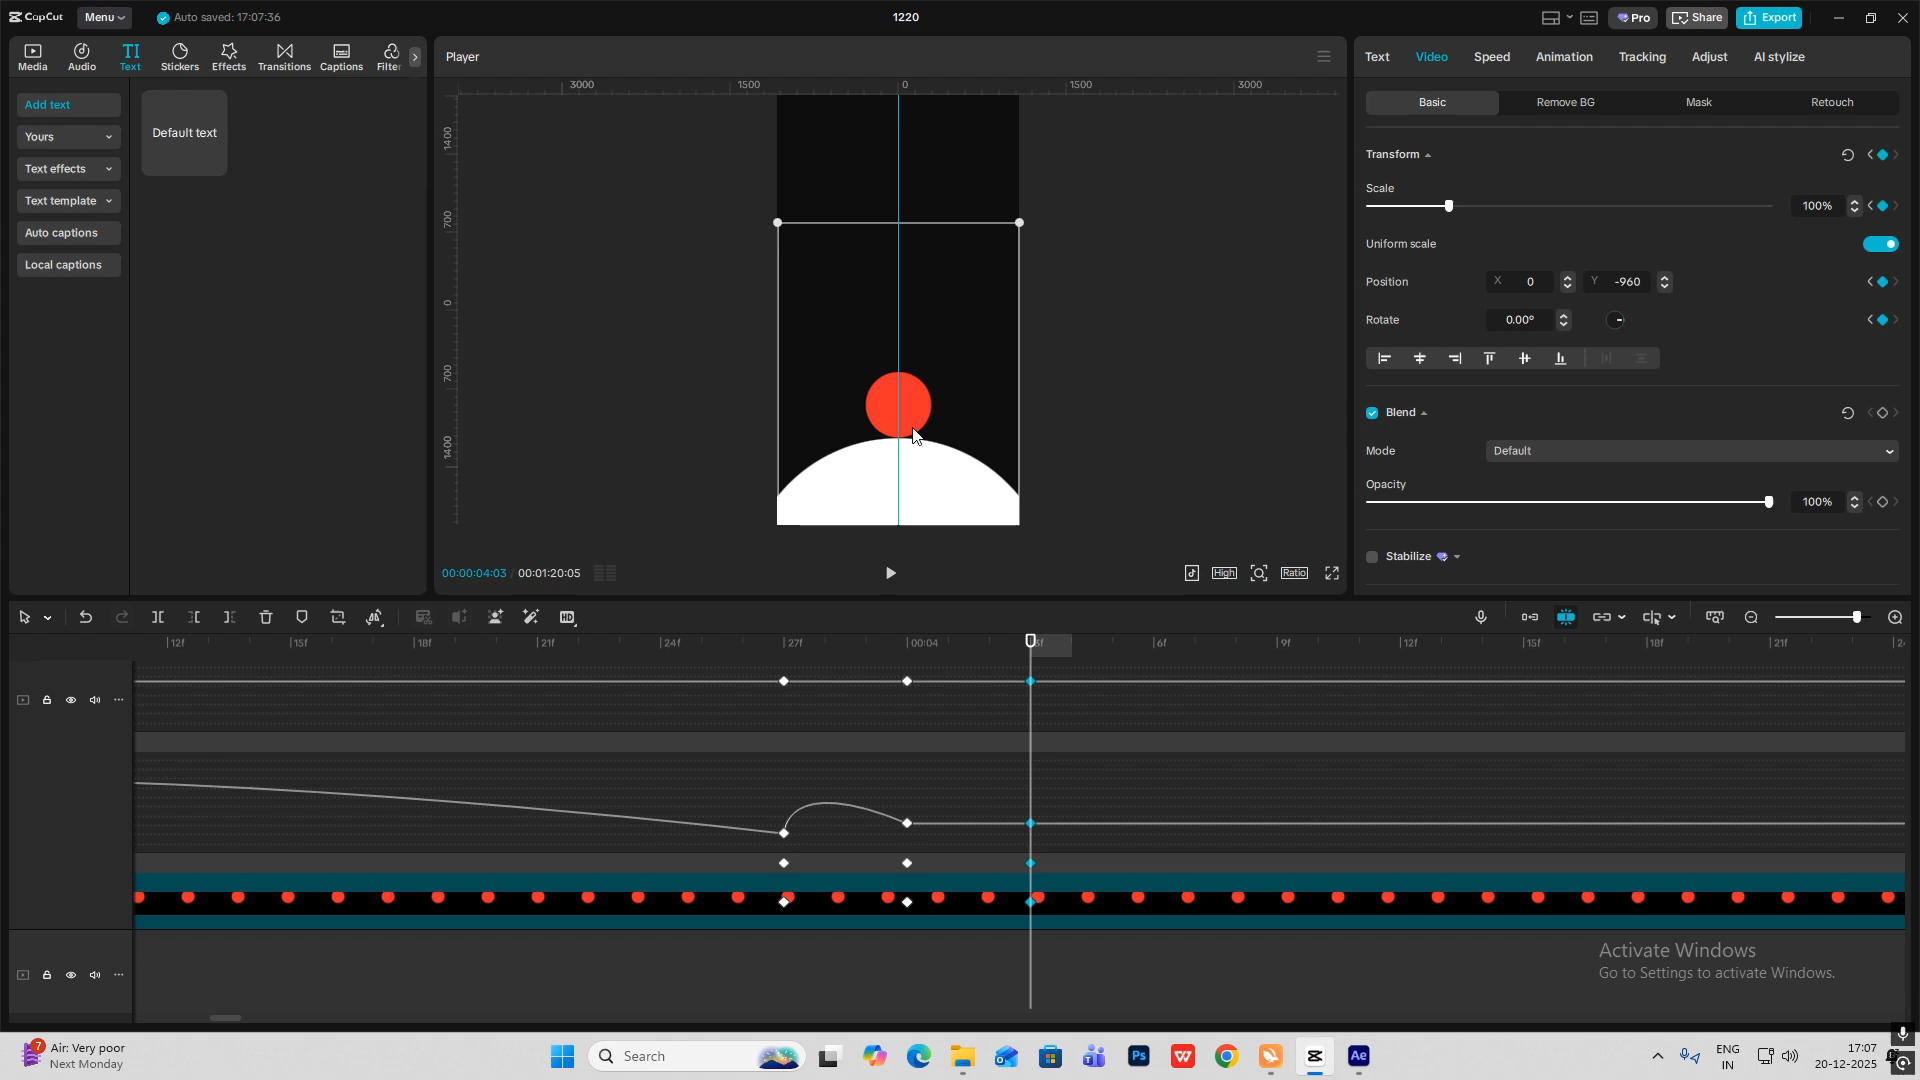 CapCut
Menu
Auto saved: 17:07:36
1220
Pro
Share
Export
Media
Audio
TI
Text
Stickers
Effects
Transitions
Captions
Filter
Add text
Yours
Text effects
Text template
Auto captions
Local captions
Default text
Player
3000
1500
0
1500
3000
1400
700
0
700
1400
00:00:04:03
00:01:20:05
High
Ratio
Text
Video
Speed
Animation
Tracking
Adjust
AI stylize
Basic
Remove BG
Mask
Retouch
Transform
Scale
100%
Uniform scale
Position
X
0
Y
-960
Rotate
0.00°
Blend
Mode
Default
Opacity
100%
Stabilize
HD
12f
15f
18f
21f
24f
27f
00:04
3f
6f
9f
12f
15f
18f
21f
Activate Windows
Go to Settings to activate Windows.
7
Air: Very poor
Next Monday
Search
Ps
W
Ae
ENG
IN
17:07
20-12-2025